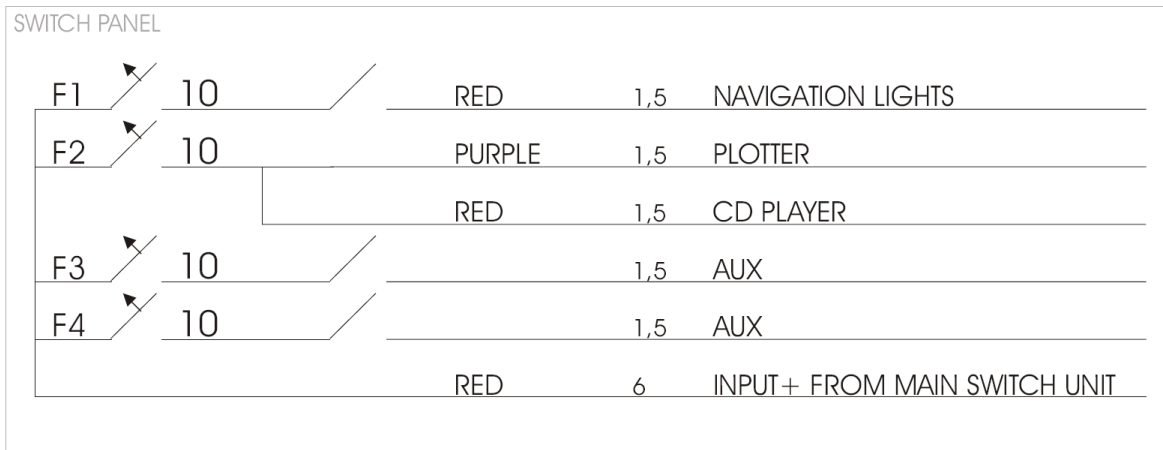 SWITCH PANEL
F1 10 RED 1,5 NAVIGATION LIGHTS
F2 10 PURPLE 1,5 PLOTTER
RED 1,5 CD PLAYER
F3 10 1,5 AUX
F4 10 1,5 AUX
RED 6 INPUT+ FROM MAIN SWITCH UNIT